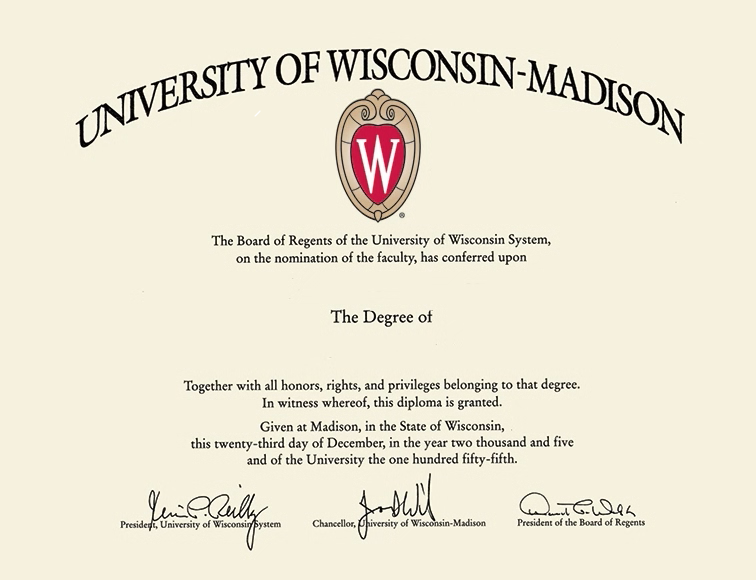 UNIVERSITY OF WISCONSIN-MADISON
W
®
The Board of Regents of the University of Wisconsin System,
on the nomination of the faculty, has conferred upon
The Degree of
Together with all honors, rights, and privileges belonging to that degree.
In witness whereof, this diploma is granted.
Given at Madison, in the State of Wisconsin,
this twenty-third day of December, in the year two thousand and five
and of the University the one hundred fifty-fifth.
President, University of Wisconsin System
Chancellor, University of Wisconsin-Madison
President of the Board of Regents